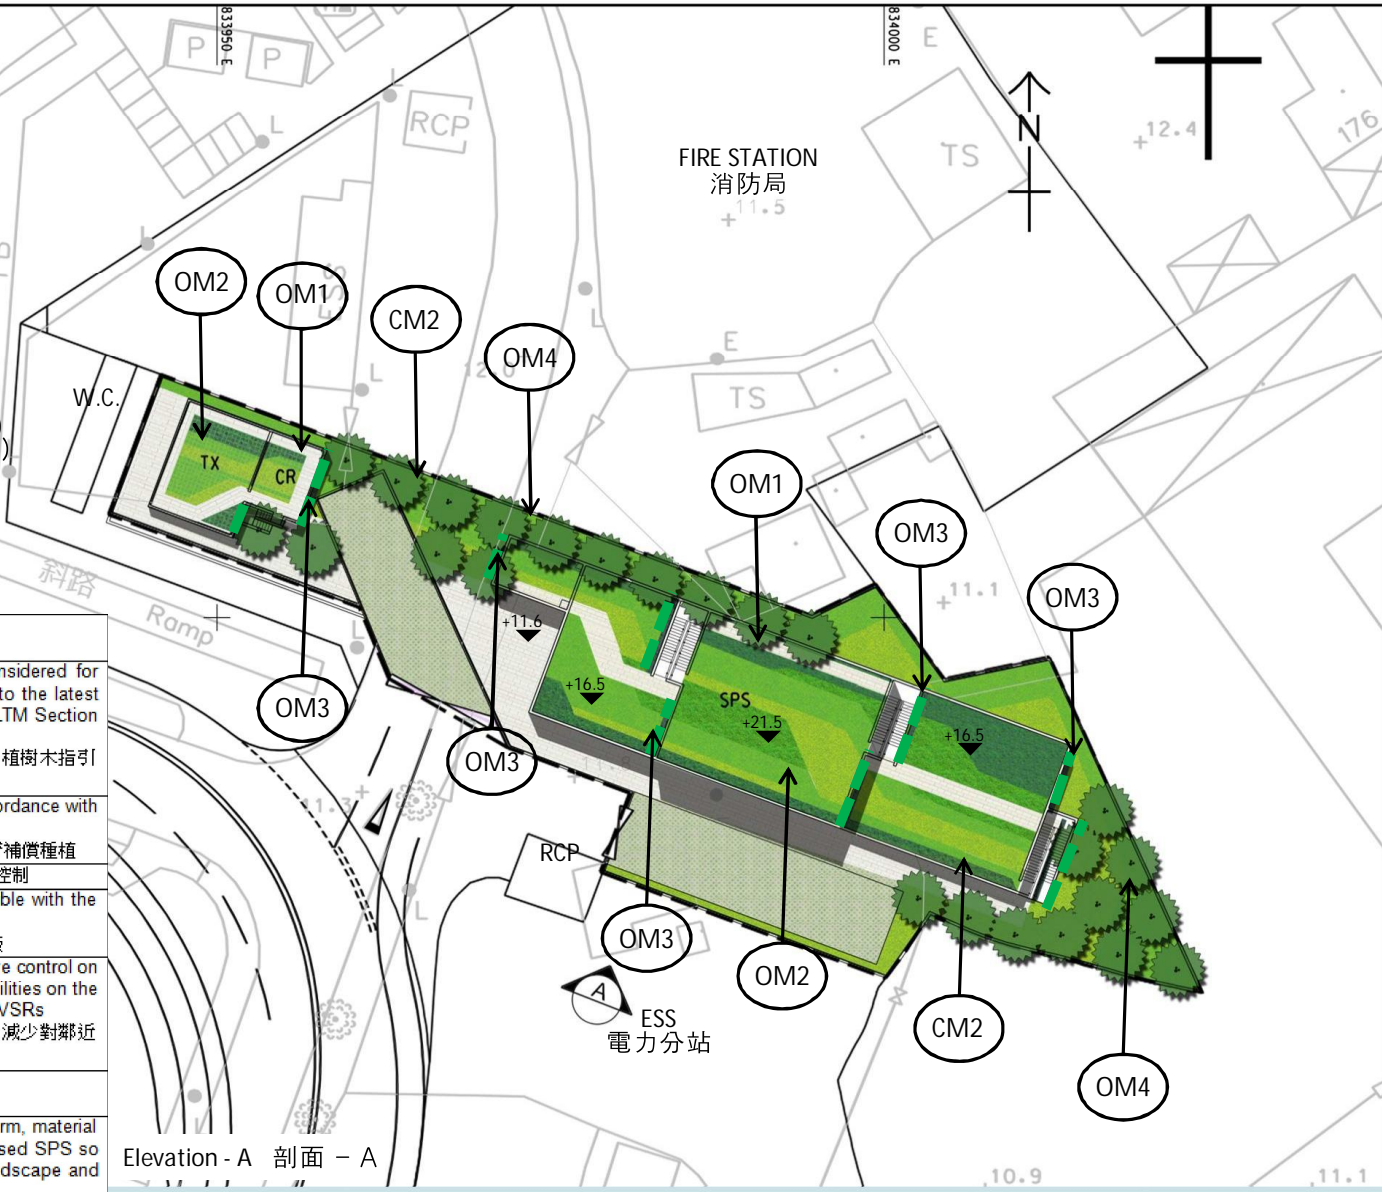 833950 E
834000 E
P
P
E
L
L
RCP
N
+12.4
176
TS
FIRE STATION
消防局
+11.5
L
OM2
OM1
CM2
OM4
L
E
L
12.0
TS
W.C.
TX
CR
OM1
OM3
OM3
+11.1
斜路
Ramp
L
+11.6
+16.5
SPS
+21.5
+16.5
OM3
OM3
11.3+
RCP
L
OM3
OM2
CM2
OM4
A
ESS
電力分站
nsidered for
to the latest
LTM Section
植樹木指引
ordance with
補償種植
空制
ble with the
e control on
ilities on the
VSRs
減少對鄰近
rm, material
sed SPS so
dscape and
Elevation - A 剖面 – A
10.9
11.1